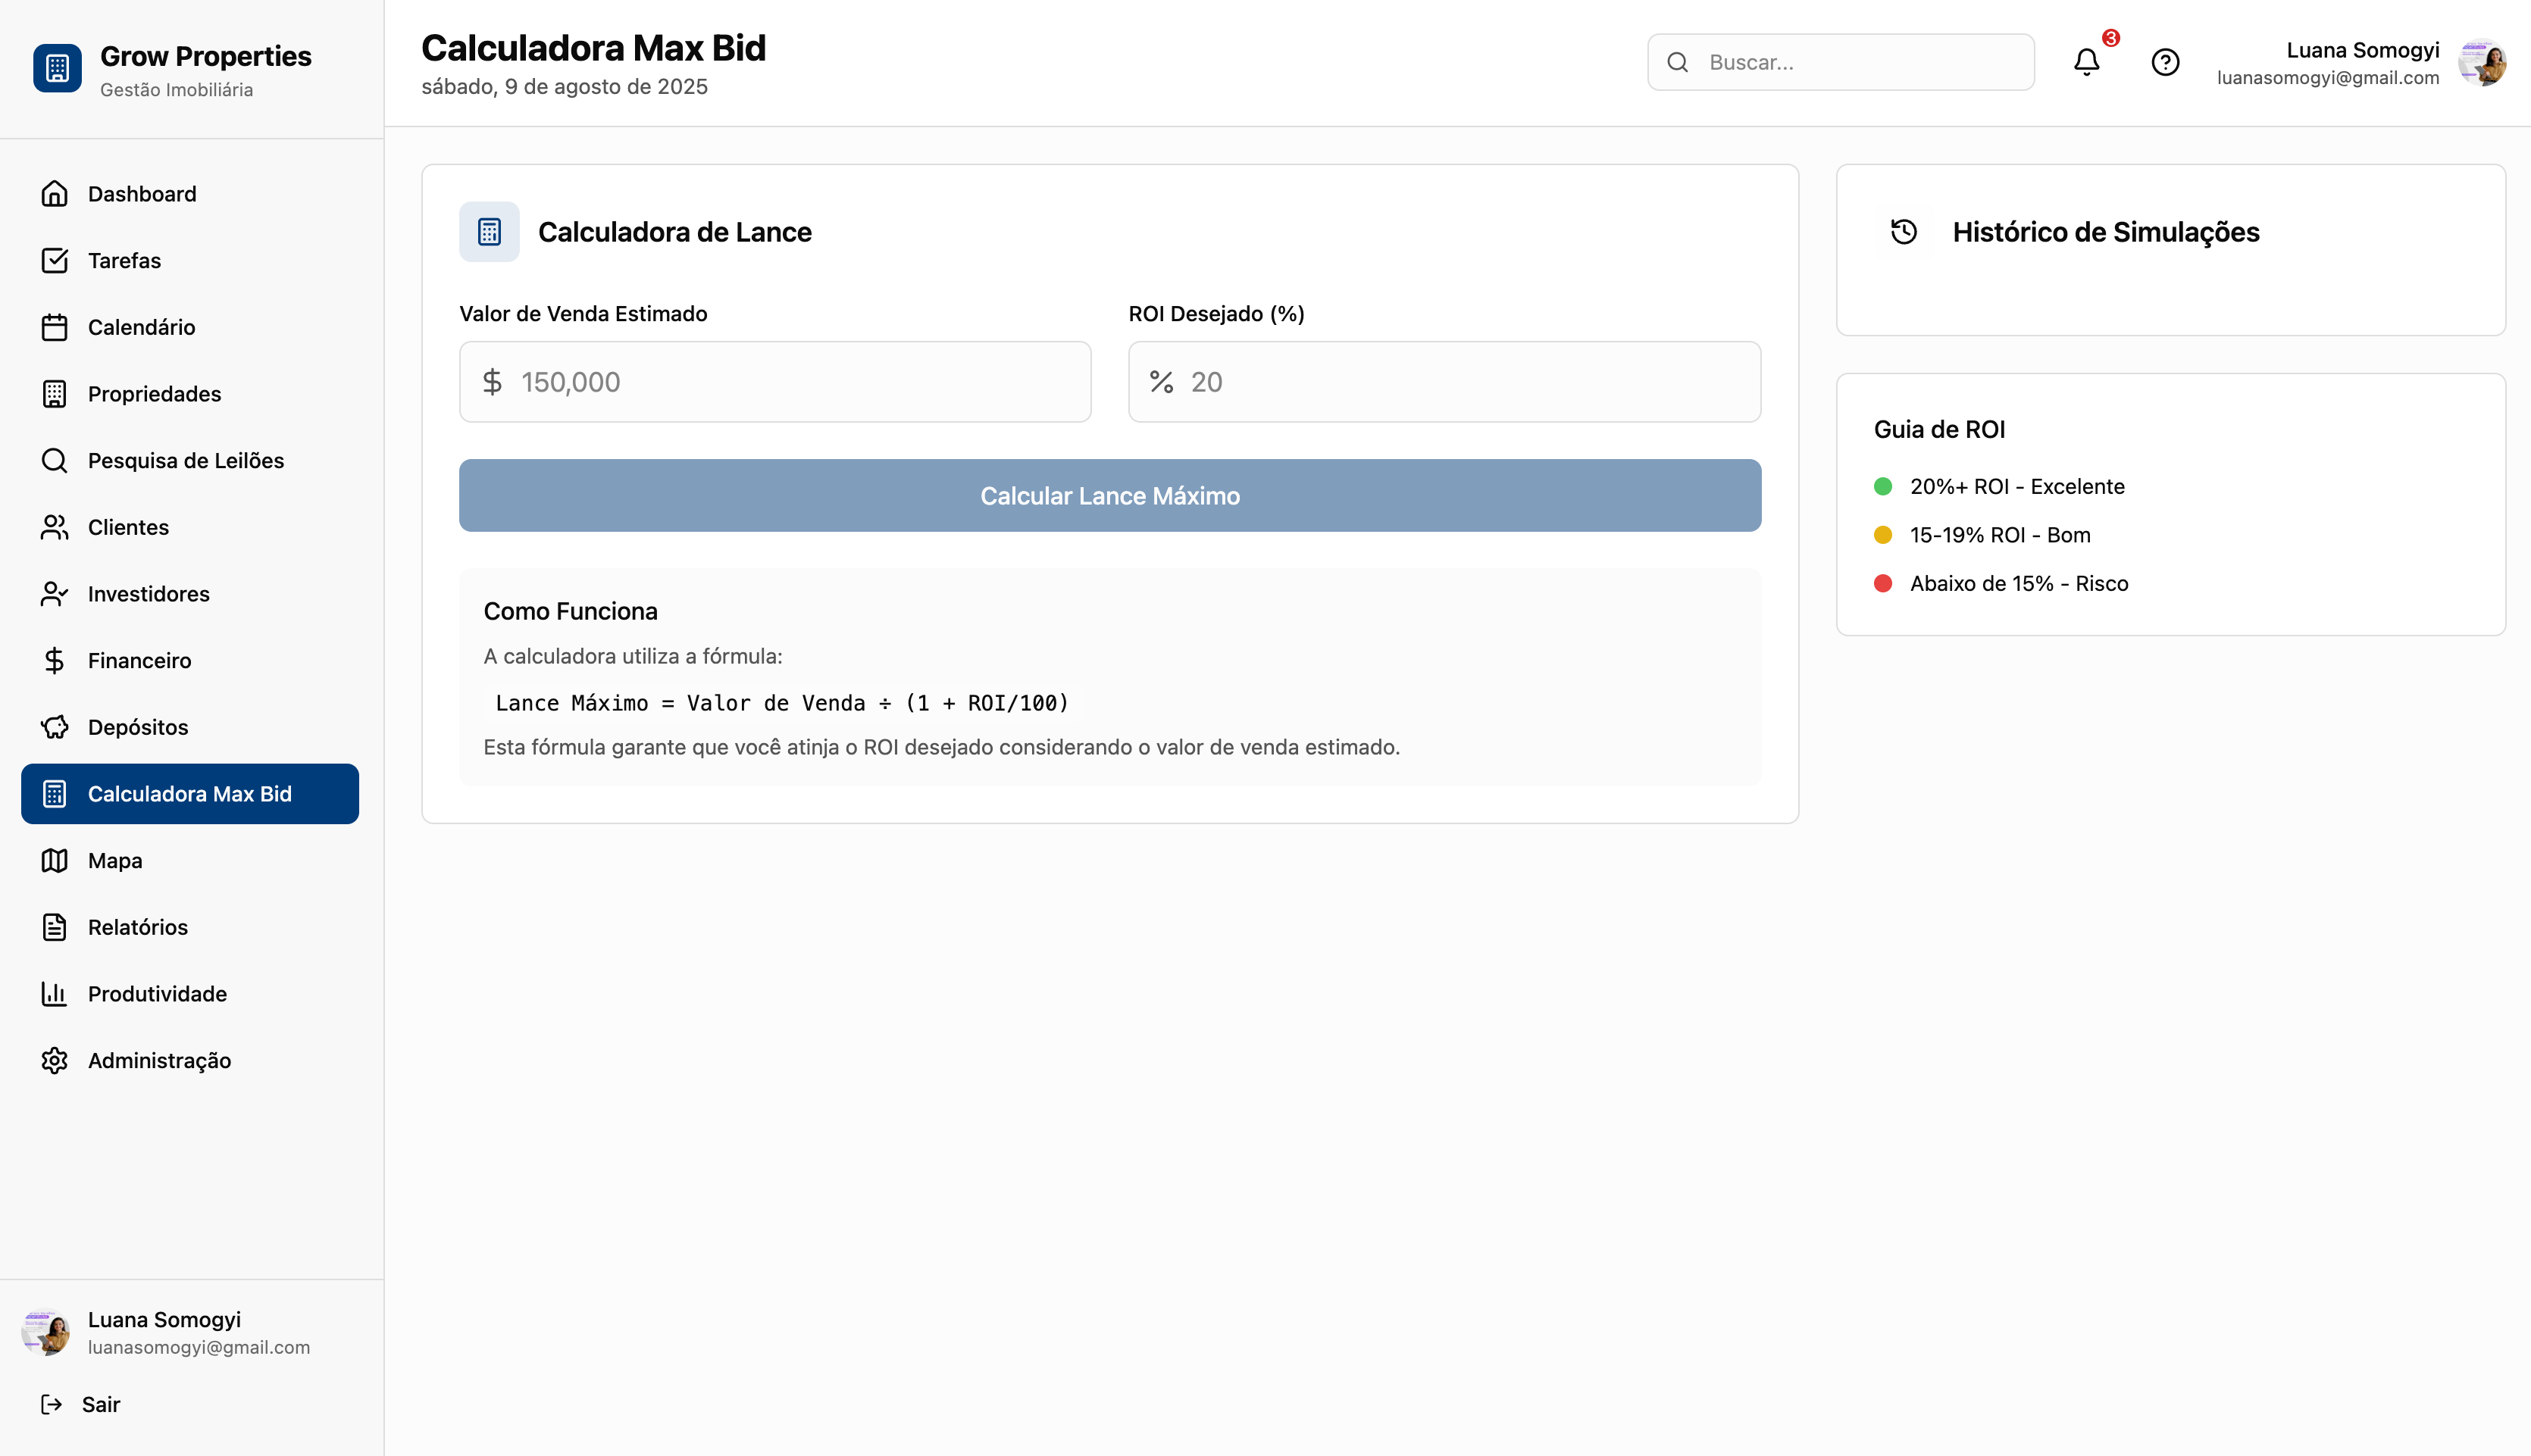 Grow Properties
Gestão Imobiliária
Dashboard
Tarefas
Calendário
Propriedades
Pesquisa de Leilões
Clientes
Investidores
Financeiro
Depósitos
Calculadora Max Bid
Mapa
Relatórios
Produtividade
Administração
Luana Somogyi
luanasomogyi@gmail.com
Sair
Calculadora Max Bid
sábado, 9 de agosto de 2025
Buscar...
3
Luana Somogyi
luanasomogyi@gmail.com
Calculadora de Lance
Valor de Venda Estimado
$ 150,000
ROI Desejado (%)
% 20
Calcular Lance Máximo
Como Funciona
A calculadora utiliza a fórmula:
Lance Máximo = Valor de Venda ÷ (1 + ROI/100)
Esta fórmula garante que você atinja o ROI desejado considerando o valor de venda estimado.
Histórico de Simulações
Guia de ROI
20%+ ROI - Excelente
15-19% ROI - Bom
Abaixo de 15% - Risco